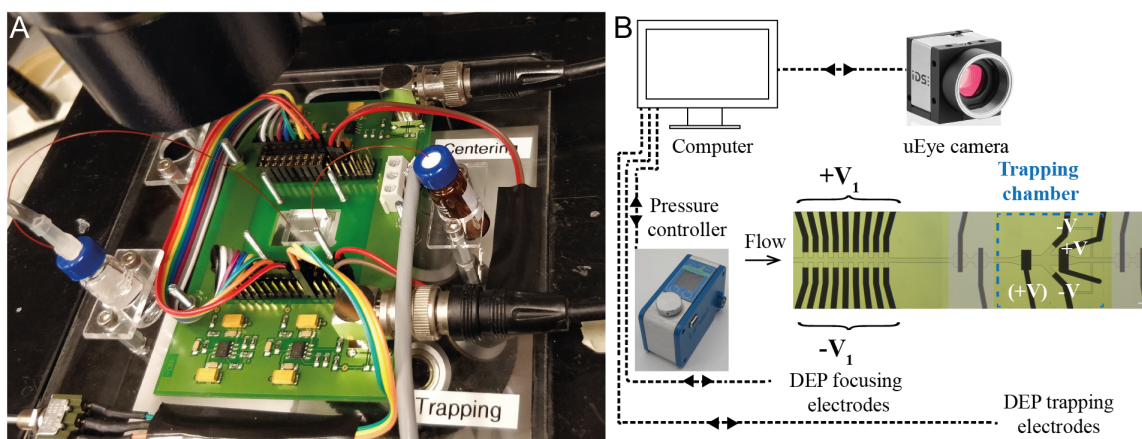 A
Centering
Trapping
B
Computer
iDS
uEye camera
Pressure
controller
Flow
+V1
-V1
DEP focusing
electrodes
Trapping
chamber
-V
+V
(+V)
-V
DEP trapping
electrodes